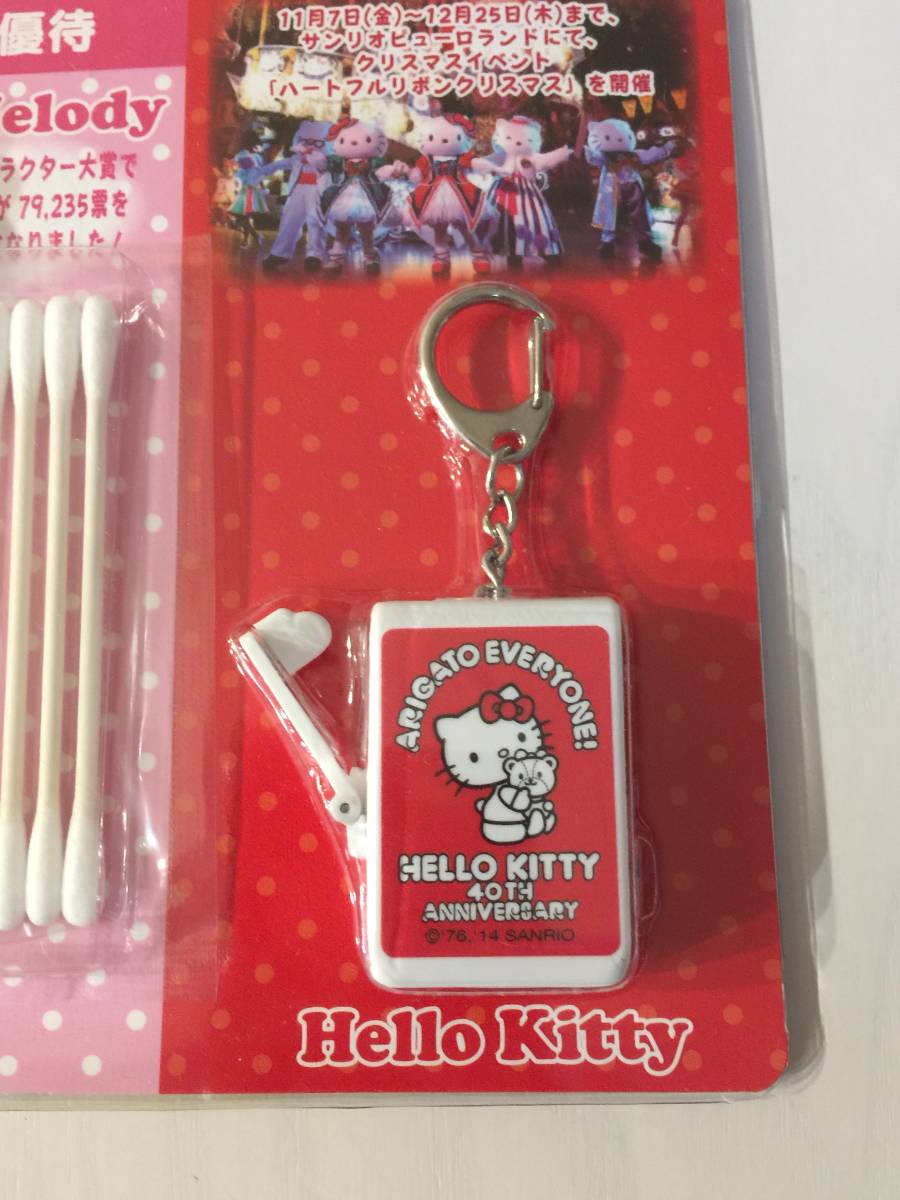 優待
Melody
ラクター大賞で
が 79,235票を
なりました!
11月7日(金)～12月25日(木)まで、
サンリオピューロランドにて、
クリスマスイベント
「ハートフルリボンクリスマス」を開催
ARIGATO EVERYONE!
HELLO KITTY
40TH
ANNIVERSARY
©'76,'14 SANRIO
Hello Kitty